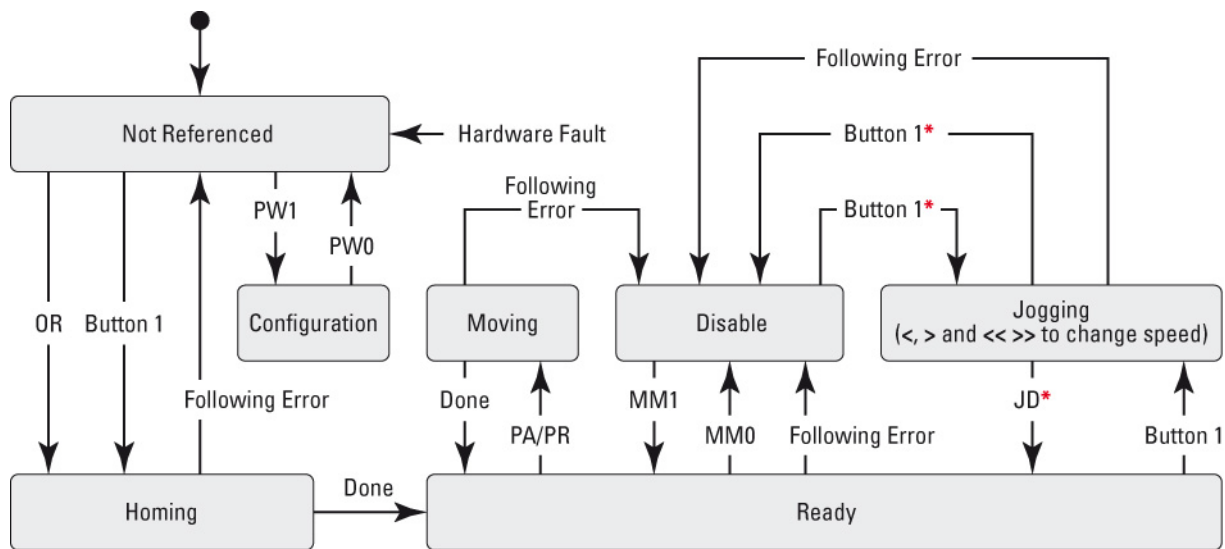 Following Error
Not Referenced
Hardware Fault
Button 1*
Following
Error
Button 1*
PW1
PW0
OR
Button 1
Configuration
Moving
Disable
Jogging
(<, > and << >> to change speed)
Following Error
Done
PA/PR
MM1
MM0
Following Error
JD*
Button 1
Homing
Done
Ready